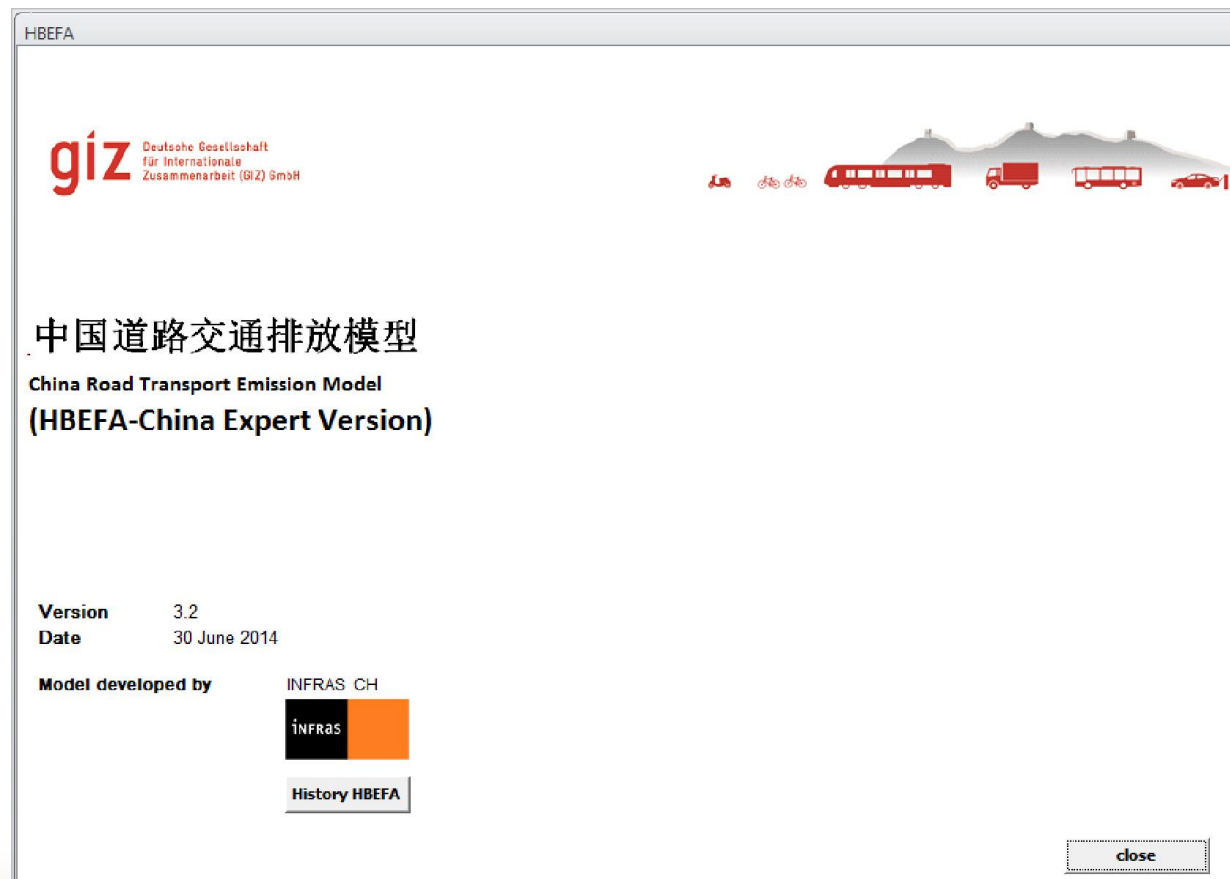 HBEFA
giz
Deutsche Gesellschaft
für Internationale
Zusammenarbeit (GIZ) GmbH
中国道路交通排放模型
China Road Transport Emission Model
(HBEFA-China Expert Version)
Version 3.2
Date 30 June 2014
Model developed by INFRAS CH
iNFRAS
History HBEFA
close